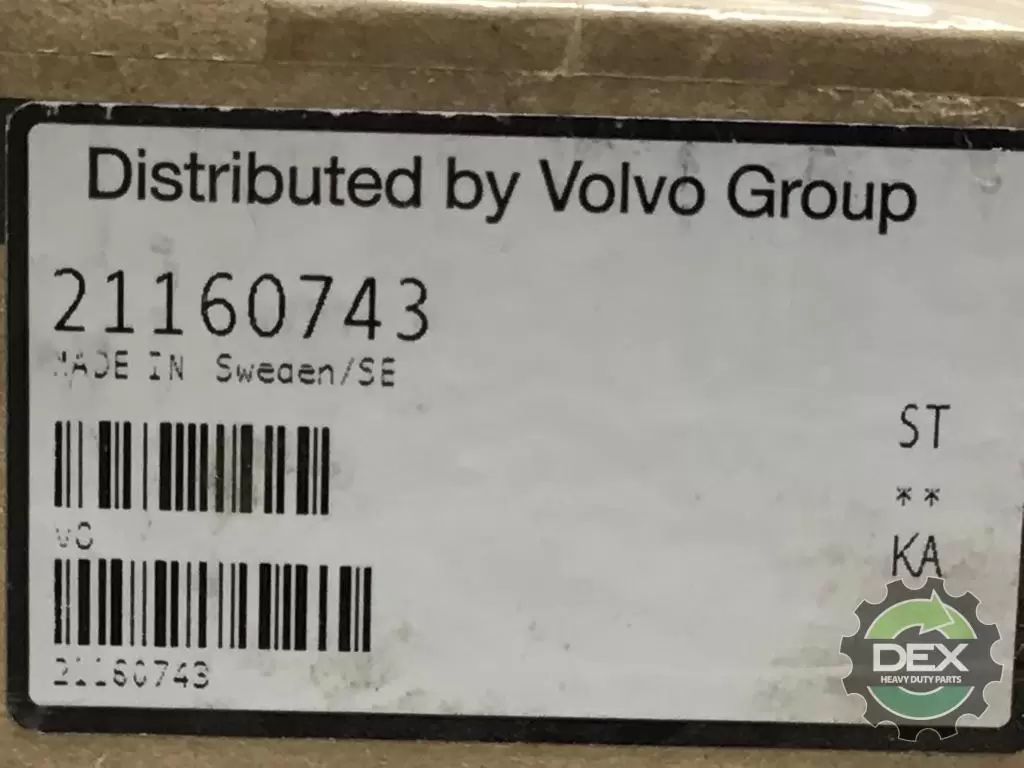 Distributed by Volvo Group
21160743
MADE IN Sweden/SE
ST
**
KA
VO
21160743
DEX
HEAVY DUTY PARTS